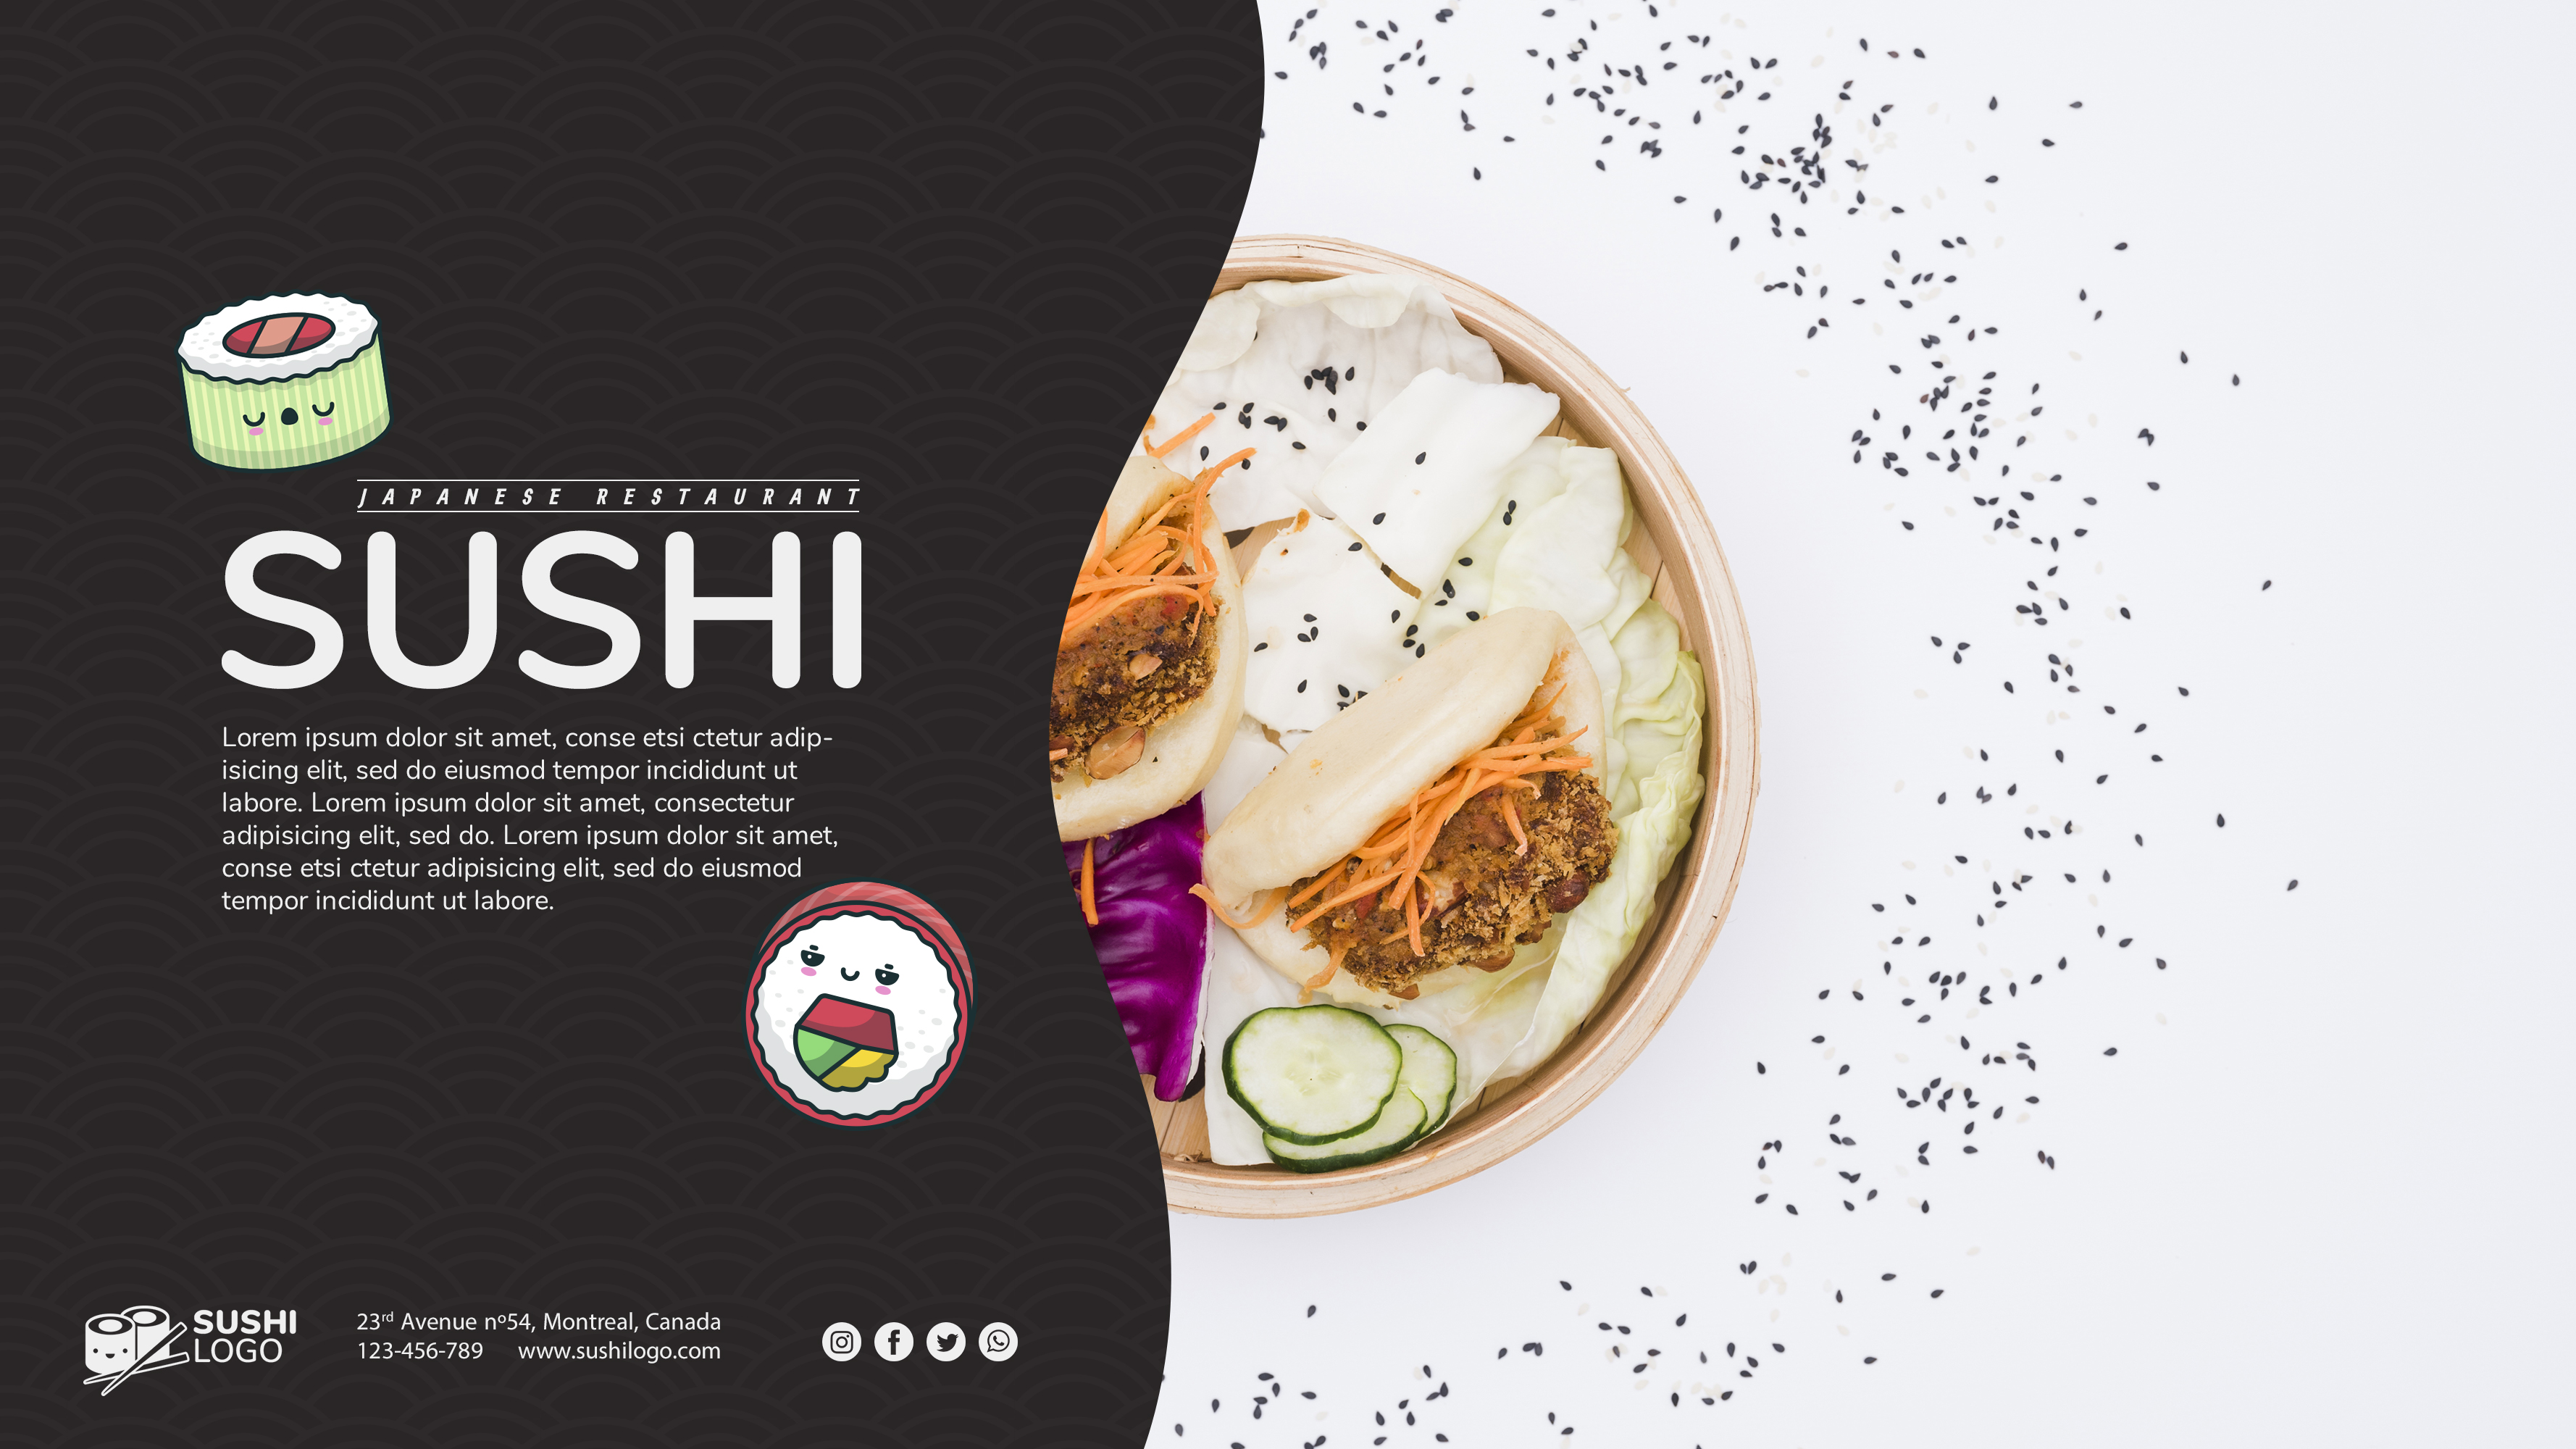 JAPANESE RESTAURANT
SUSHI
Lorem ipsum dolor sit amet, conse etsi ctetur adip-
isicing elit, sed do eiusmod tempor incididunt ut
labore. Lorem ipsum dolor sit amet, consectetur
adipisicing elit, sed do. Lorem ipsum dolor sit amet,
conse etsi ctetur adipisicing elit, sed do eiusmod
tempor incididunt ut labore.
SUSHI
LOGO
23rd Avenue nº54, Montreal, Canada
123-456-789 www.sushilogo.com